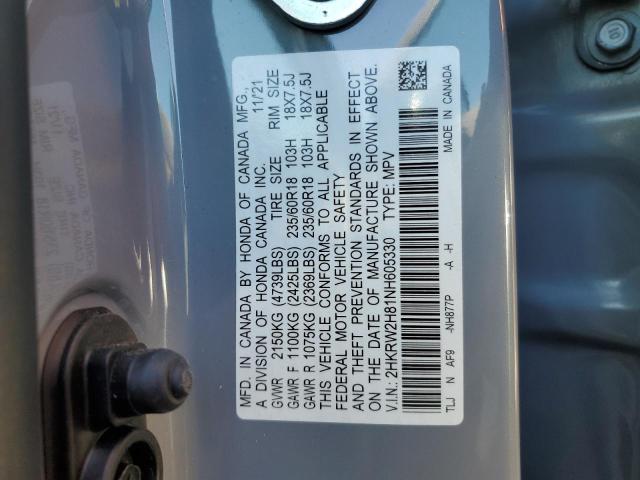 MFD. IN CANADA BY HONDA OF CANADA MFG.,
A DIVISION OF HONDA CANADA INC. 11/21
GVWR 2150KG (4739LBS) TIRE SIZE RIM SIZE
GAWR F 1100KG (2425LBS) 235/60R18 103H 18X7.5J
GAWR R 1075KG (2369LBS) 235/60R18 103H 18X7.5J
THIS VEHICLE CONFORMS TO ALL APPLICABLE
FEDERAL MOTOR VEHICLE SAFETY
AND THEFT PREVENTION STANDARDS IN EFFECT
ON THE DATE OF MANUFACTURE SHOWN ABOVE.
V.I.N.: 2HKRW2H81NH605330 TYPE: MPV
TLJ N AF9 -NH877P -A -H
MADE IN CANADA